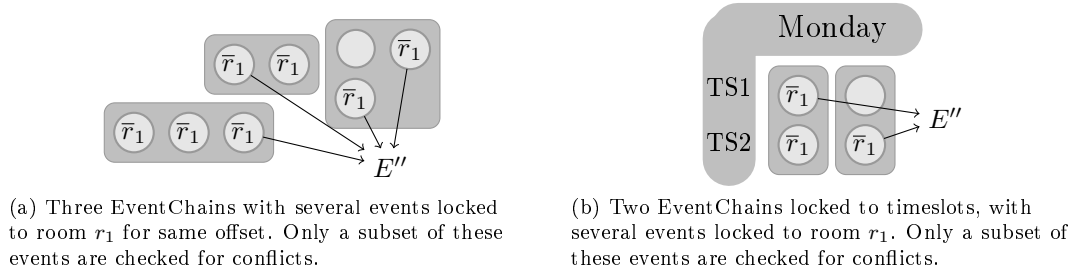 r̅₁ r̅₁ r̅₁
r̅₁
r̅₁ r̅₁ r̅₁
E''
(a) Three EventChains with several events locked
to room r₁ for same offset. Only a subset of these
events are checked for conflicts.
Monday
TS1 r̅₁
E''
TS2 r̅₁ r̅₁
(b) Two EventChains locked to timeslots, with
several events locked to room r₁. Only a subset of
these events are checked for conflicts.